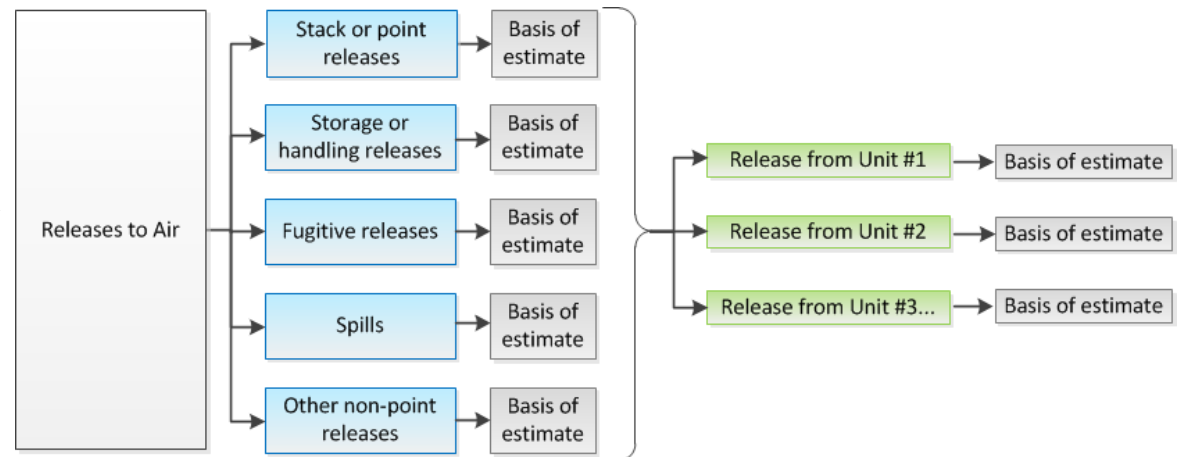 Releases to Air
Stack or point
releases
Basis of
estimate
Storage or
handling releases
Basis of
estimate
Fugitive releases
Basis of
estimate
Spills
Basis of
estimate
Other non-point
releases
Basis of
estimate
Release from Unit #1
Basis of estimate
Release from Unit #2
Basis of estimate
Release from Unit #3...
Basis of estimate